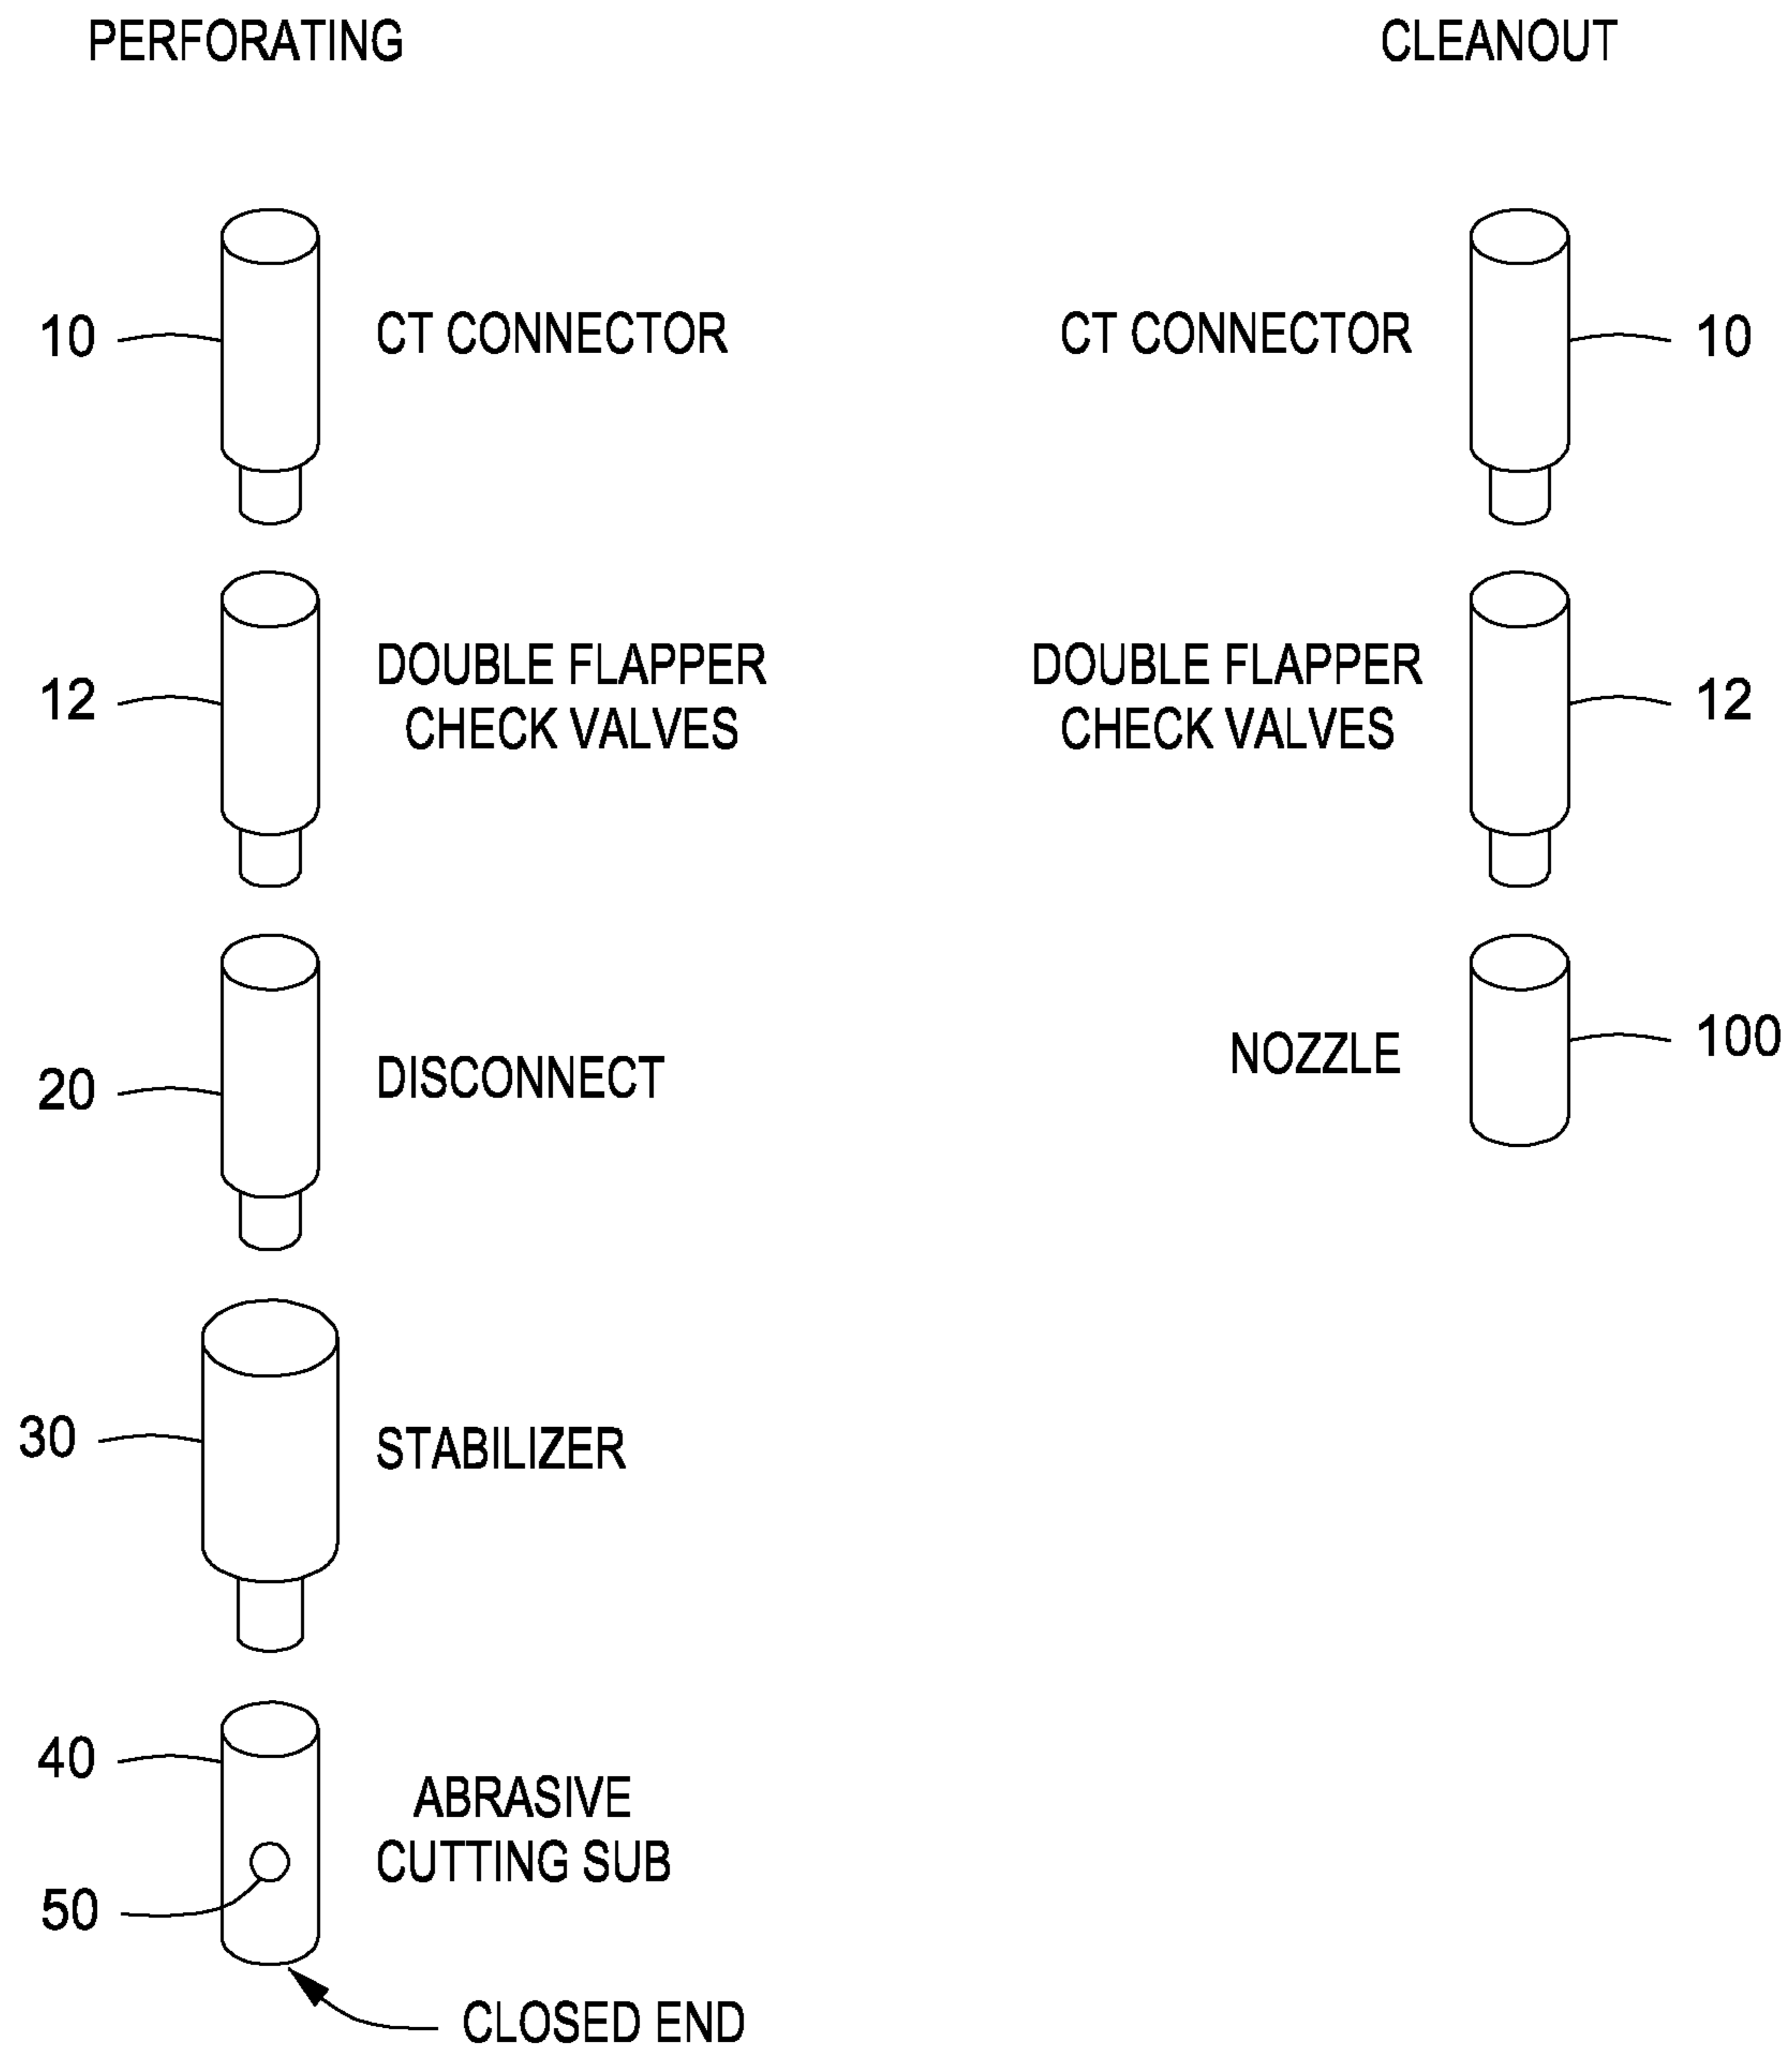 PERFORATING
10
CT CONNECTOR
12
DOUBLE FLAPPER
CHECK VALVES
20
DISCONNECT
30
STABILIZER
40
ABRASIVE
CUTTING SUB
50
CLOSED END
CLEANOUT
CT CONNECTOR
10
DOUBLE FLAPPER
CHECK VALVES
12
NOZZLE
100